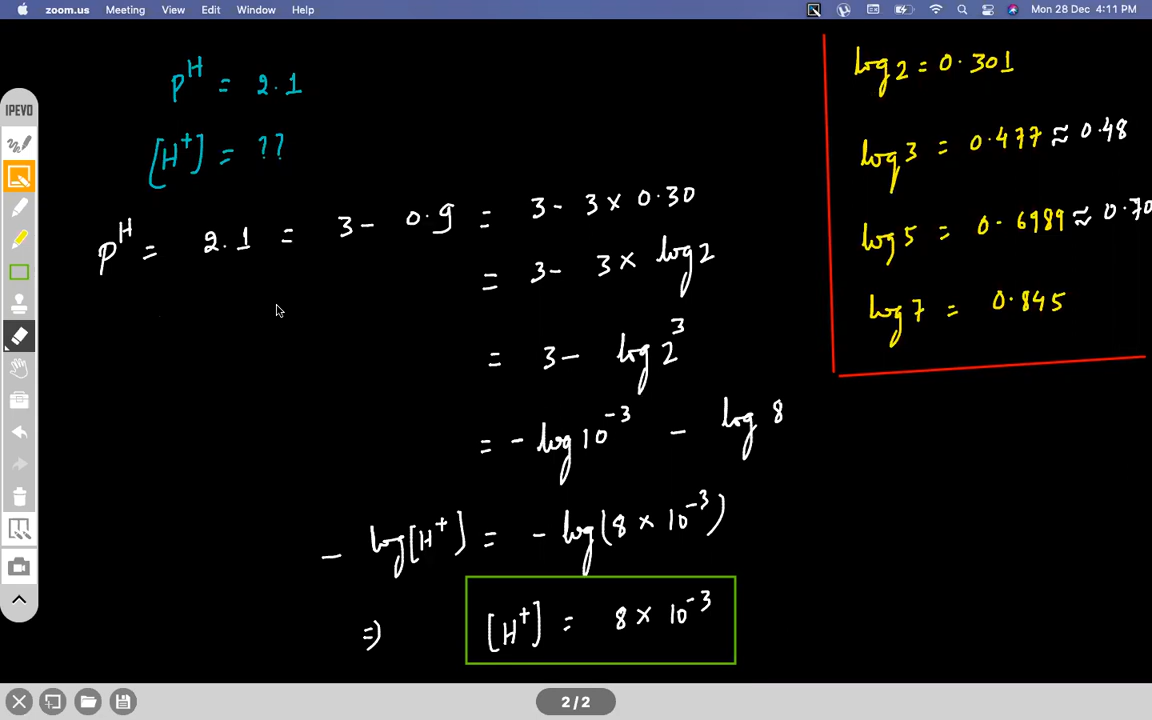 zoom.us Meeting View Edit Window Help Mon 28 Dec 4:11 PM
IPEVO
pH = 2.1
[H⁺] = ??
pH = 2.1 = 3 - 0.9 = 3 - 3 × 0.30
= 3 - 3 × log 2
= 3 - log 2³
= - log 10⁻³ - log 8
- log [H⁺] = - log (8 × 10⁻³)
⇒ [H⁺] = 8 × 10⁻³
log 2 = 0.301
log 3 = 0.477 ≈ 0.48
log 5 = 0.6989 ≈ 0.70
log 7 = 0.845
2/2